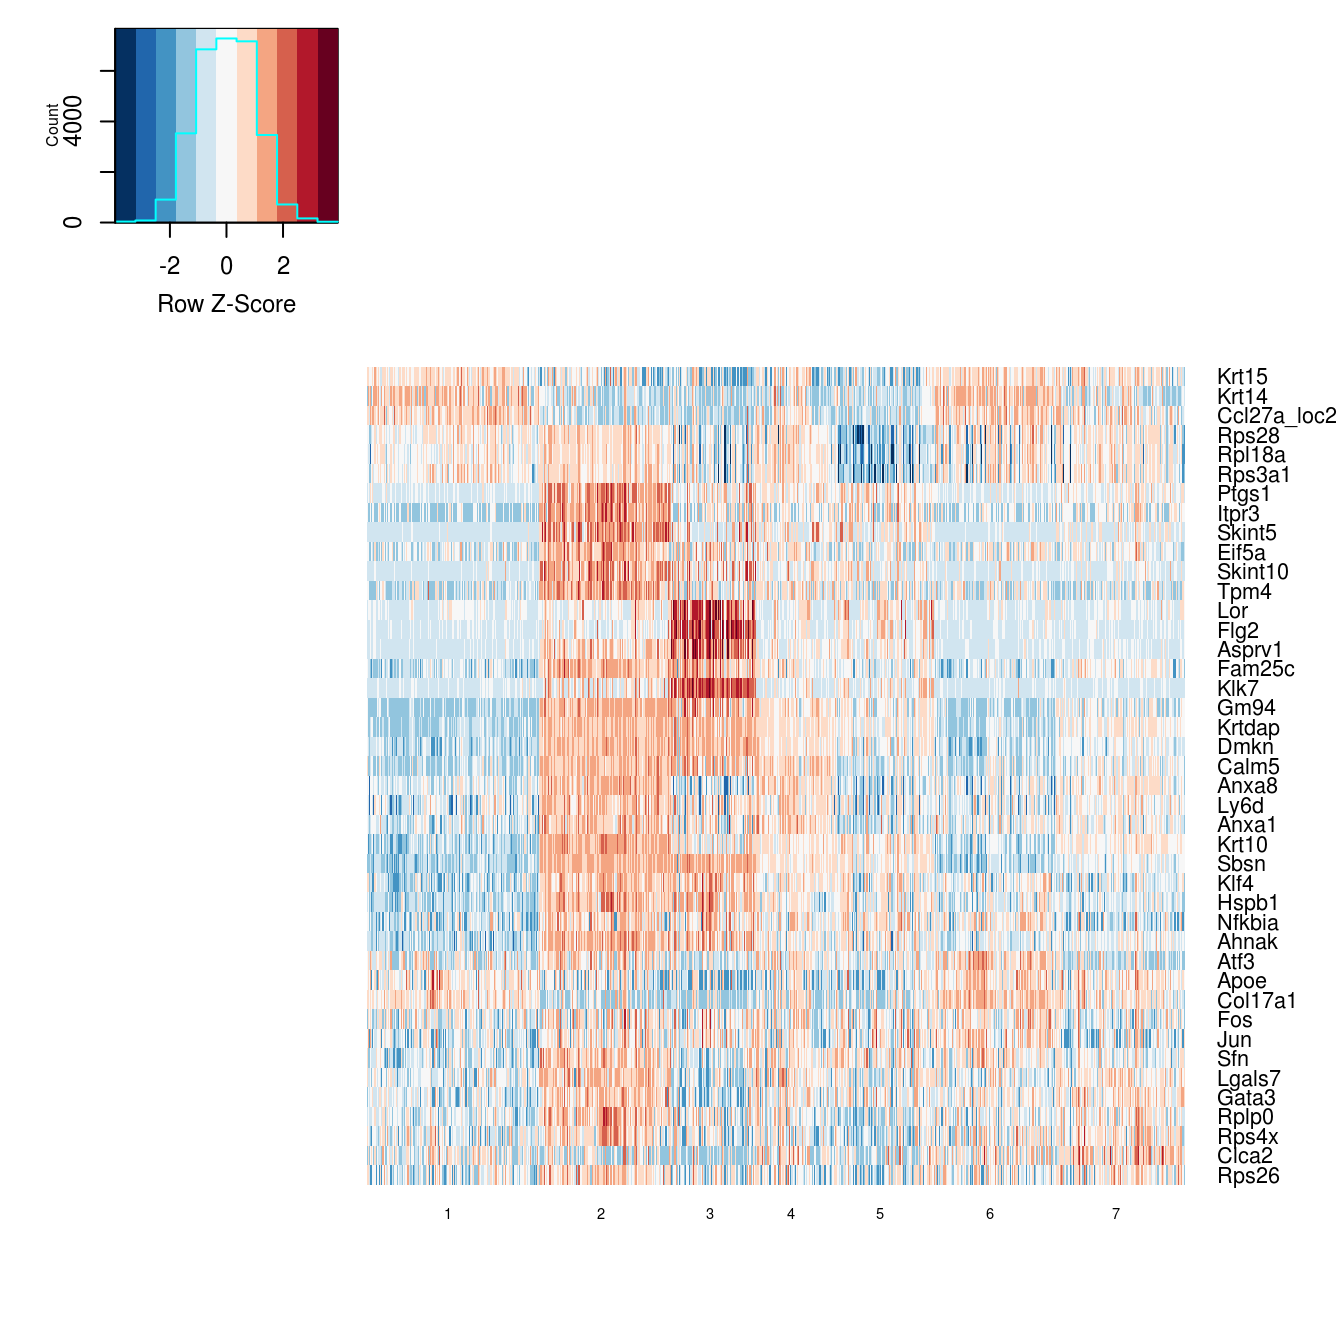 Count
0 4000
-2 0 2
Row Z-Score
Krt15
Krt14
Ccl27a_loc2
Rps28
Rpl18a
Rps3a1
Ptgs1
Itpr3
Skint5
Eif5a
Skint10
Tpm4
Lor
Flg2
Asprv1
Fam25c
Klk7
Gm94
Krtdap
Dmkn
Calm5
Anxa8
Ly6d
Anxa1
Krt10
Sbsn
Klf4
Hspb1
Nfkbia
Ahnak
Atf3
Apoe
Col17a1
Fos
Jun
Sfn
Lgals7
Gata3
Rplp0
Rps4x
Clca2
Rps26
1 2 3 4 5 6 7